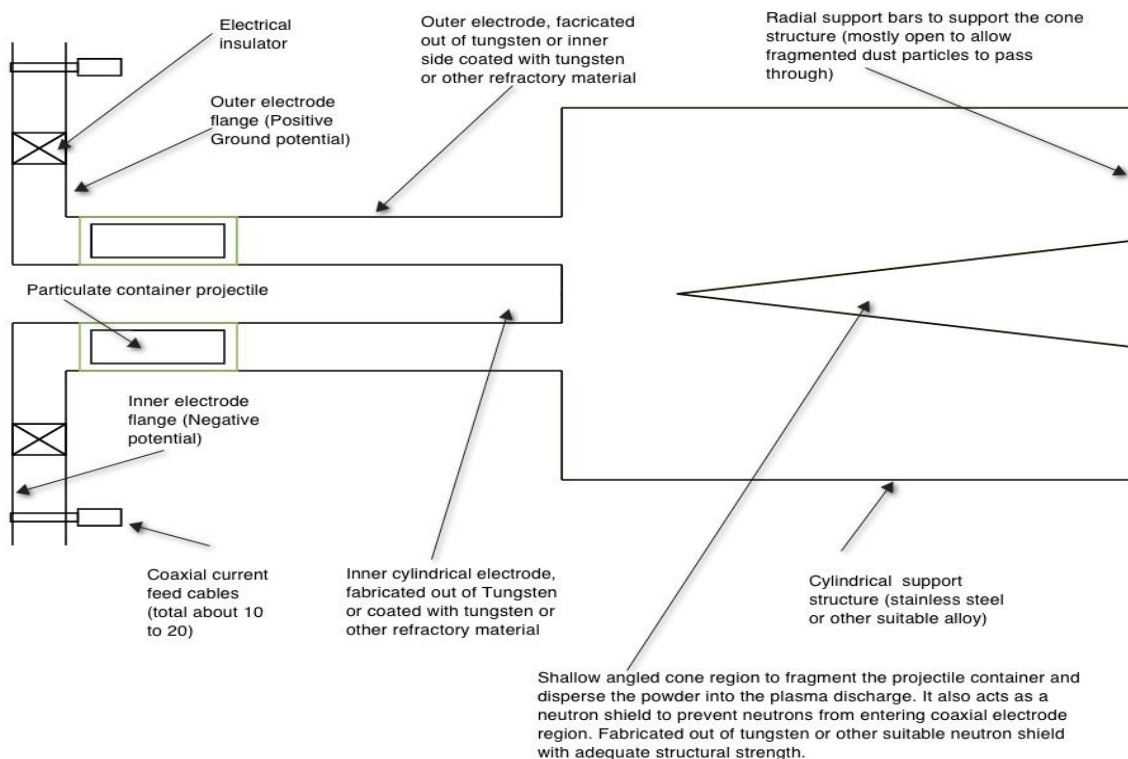 Electrical
insulator
Outer electrode, facricated
out of tungsten or inner
side coated with tungsten
or other refractory material
Radial support bars to support the cone
structure (mostly open to allow
fragmented dust particles to pass
through)
Outer electrode
flange (Positive
Ground potential)
Particulate container projectile
Inner electrode
flange (Negative
potential)
Coaxial current
feed cables
(total about 10
to 20)
Inner cylindrical electrode,
fabricated out of Tungsten
or coated with tungsten or
other refractory material
Cylindrical support
structure (stainless steel
or other suitable alloy)
Shallow angled cone region to fragment the projectile container and
disperse the powder into the plasma discharge. It also acts as a
neutron shield to prevent neutrons from entering coaxial electrode
region. Fabricated out of tungsten or other suitable neutron shield
with adequate structural strength.